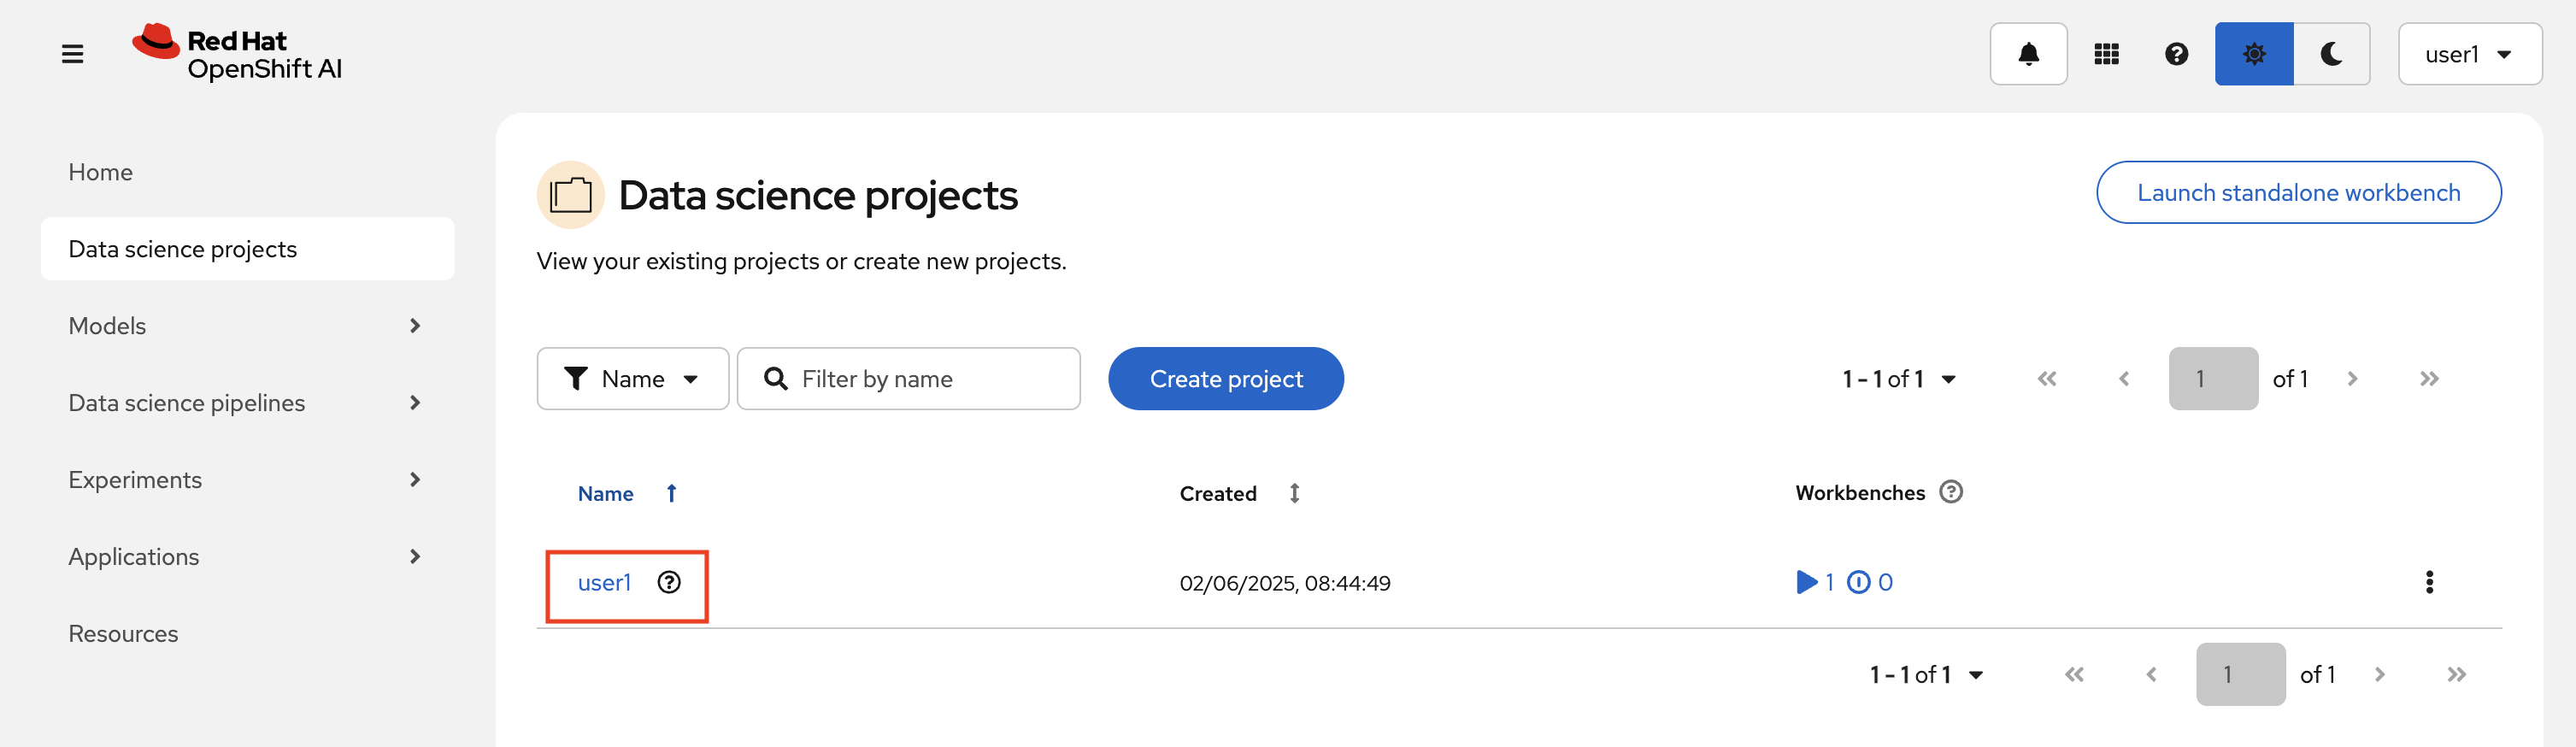 Red Hat
OpenShift AI
user1
Home
Data science projects
Models
Data science pipelines
Experiments
Applications
Resources
Data science projects
Launch standalone workbench
View your existing projects or create new projects.
Name
Filter by name
Create project
1 - 1 of 1
1 of 1
Name
Created
Workbenches
user1
02/06/2025, 08:44:49
1
0
1 - 1 of 1
1 of 1